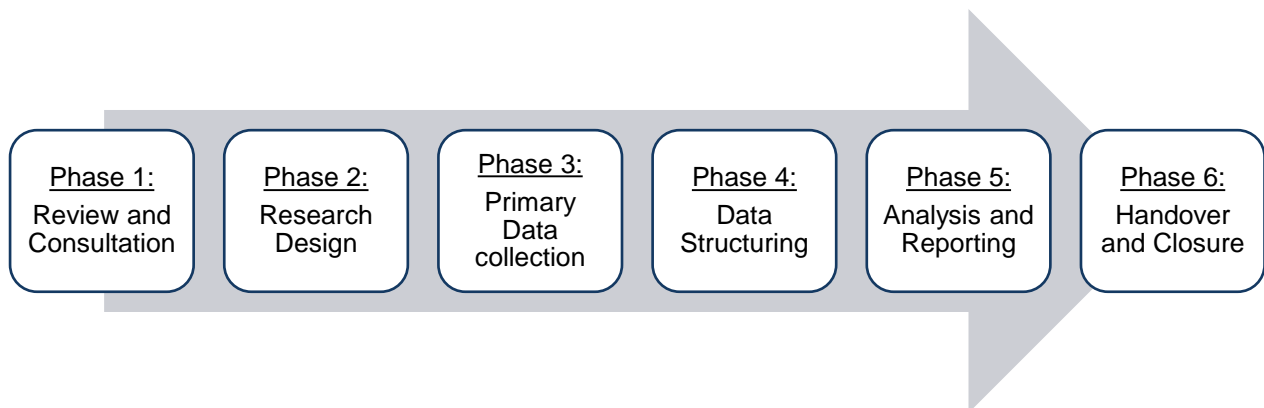 Phase 1:
Review and
Consultation
Phase 2:
Research
Design
Phase 3:
Primary
Data
collection
Phase 4:
Data
Structuring
Phase 5:
Analysis and
Reporting
Phase 6:
Handover
and Closure